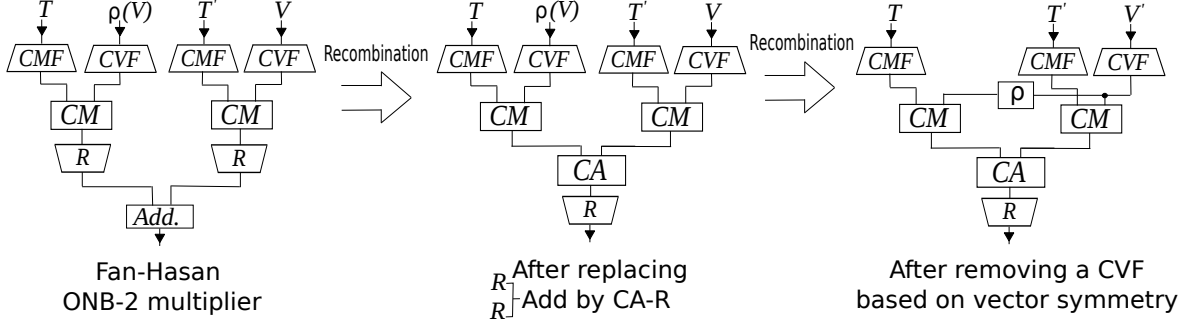 T ρ(V) T' V
CMF CVF CMF CVF
CM CM
R R
Add.
Fan-Hasan
ONB-2 multiplier
Recombination
T ρ(V) T' V
CMF CVF CMF CVF
CM CM
CA
R
After replacing
R
R
Add by CA-R
Recombination
T T' V'
CMF CMF CVF
ρ
CM CM
CA
R
After removing a CVF
based on vector symmetry